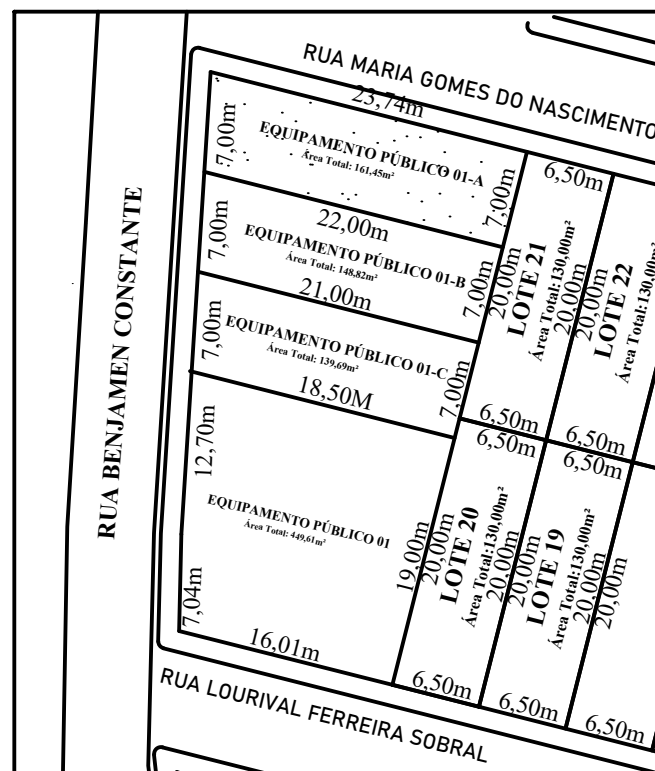 RUA MARIA GOMES DO NASCIMENTO
23,74m
7,00m
EQUIPAMENTO PÚBLICO 01-A
Área Total: 161,45m²
7,00m
22,00m
7,00m
EQUIPAMENTO PÚBLICO 01-B
Área Total: 148,82m²
7,00m
21,00m
7,00m
EQUIPAMENTO PÚBLICO 01-C
Área Total: 139,69m²
7,00m
18,50M
12,70m
EQUIPAMENTO PÚBLICO 01
Área Total: 449,61m²
19,00m
7,04m
16,01m
RUA BENJAMEN CONSTANTE
6,50m
20,00m
LOTE 21
Área Total:130,00m²
20,00m
6,50m
20,00m
LOTE 22
Área Total:130,00m²
6,50m
6,50m
20,00m
LOTE 20
Área Total:130,00m²
20,00m
6,50m
6,50m
20,00m
LOTE 19
Área Total:130,00m²
20,00m
6,50m
20,00m
6,50m
RUA LOURIVAL FERREIRA SOBRAL